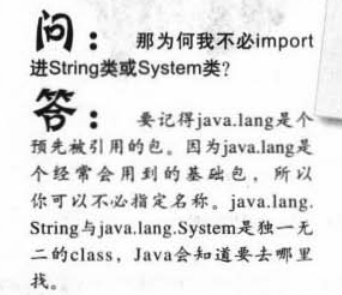 问： 那为何我不必import
进String类或System类?
答： 要记得java.lang是个
预先被引用的包。因为java.lang是
个经常会用到的基础包，所以
你可以不必指定名称。java.lang.
String与java.lang.System是独一无
二的class，Java会知道要去哪里
找。